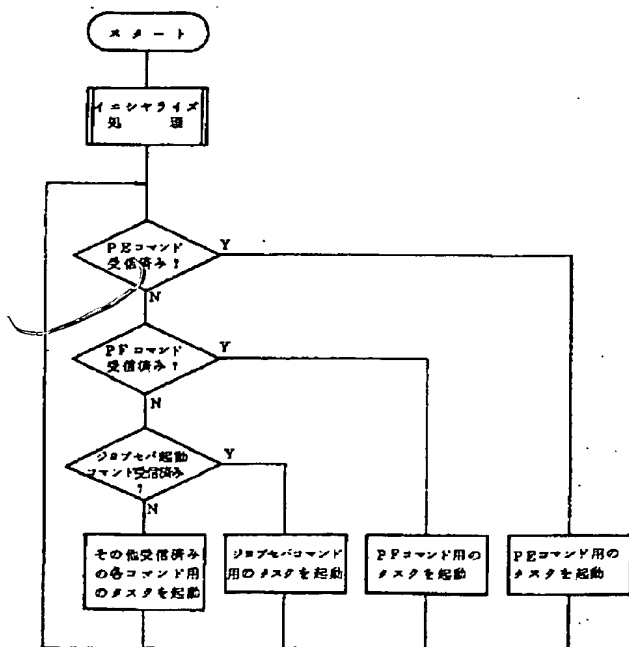 スタート
イニシャライズ
処理
PEコマンド
受信済み?
Y
N
PFコマンド
受信済み?
Y
N
ジョブセパ起動
コマンド受信済み
?
Y
N
その他受信済み
の各コマンド用
のタスクを起動
ジョブセパコマンド
用のタスクを起動
PFコマンド用の
タスクを起動
PEコマンド用の
タスクを起動